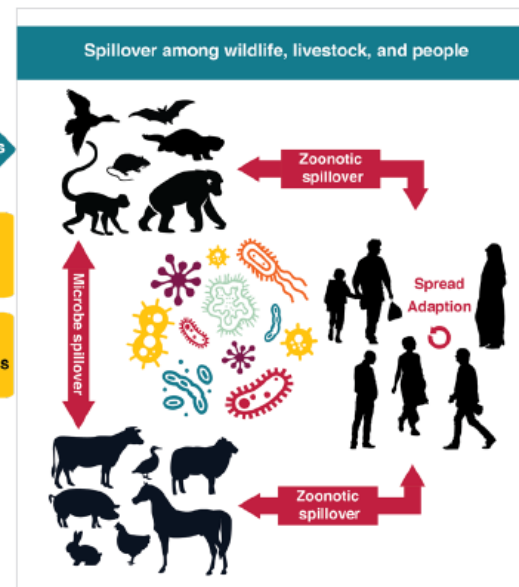 Spillover among wildlife, livestock, and people
s
Zoonotic
spillover
Microbe spillover
Spread
Adaption
s
Zoonotic
spillover